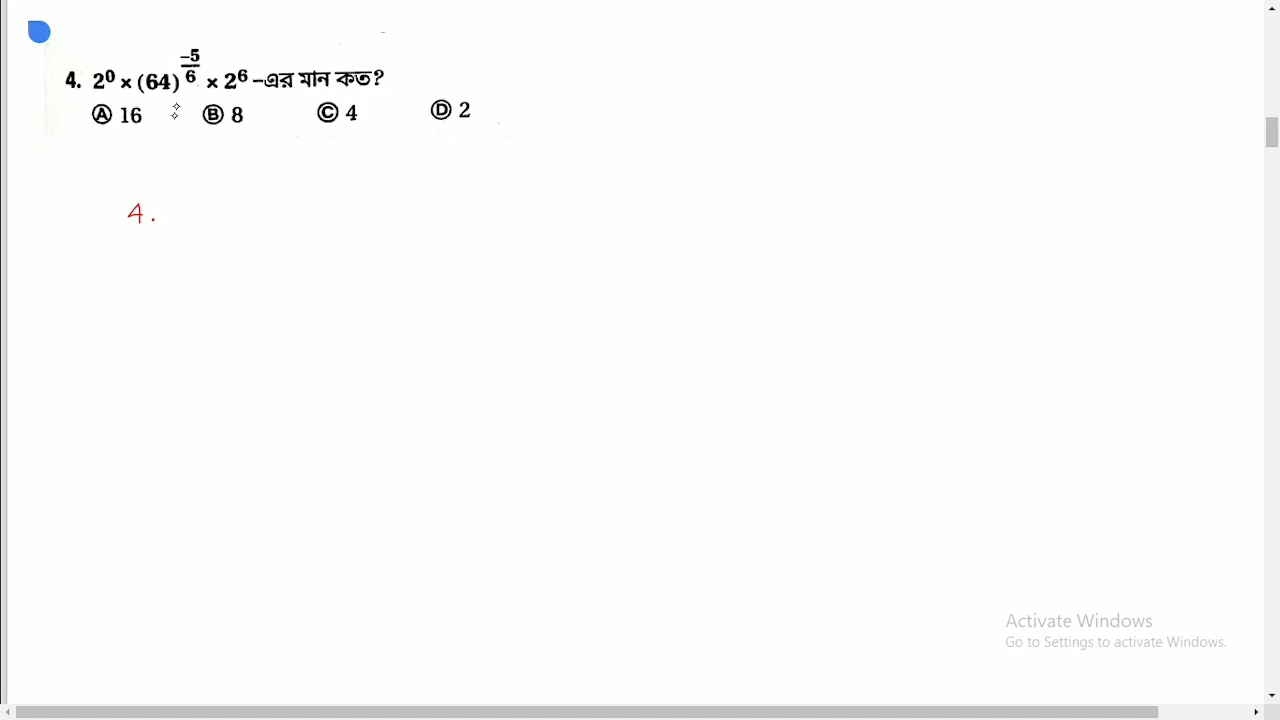 4. 2⁰ × (64)^(-5/6) × 2⁶ –এর মান কত?
Ⓐ 16 Ⓑ 8 Ⓒ 4 Ⓓ 2
4.
Activate Windows
Go to Settings to activate Windows.